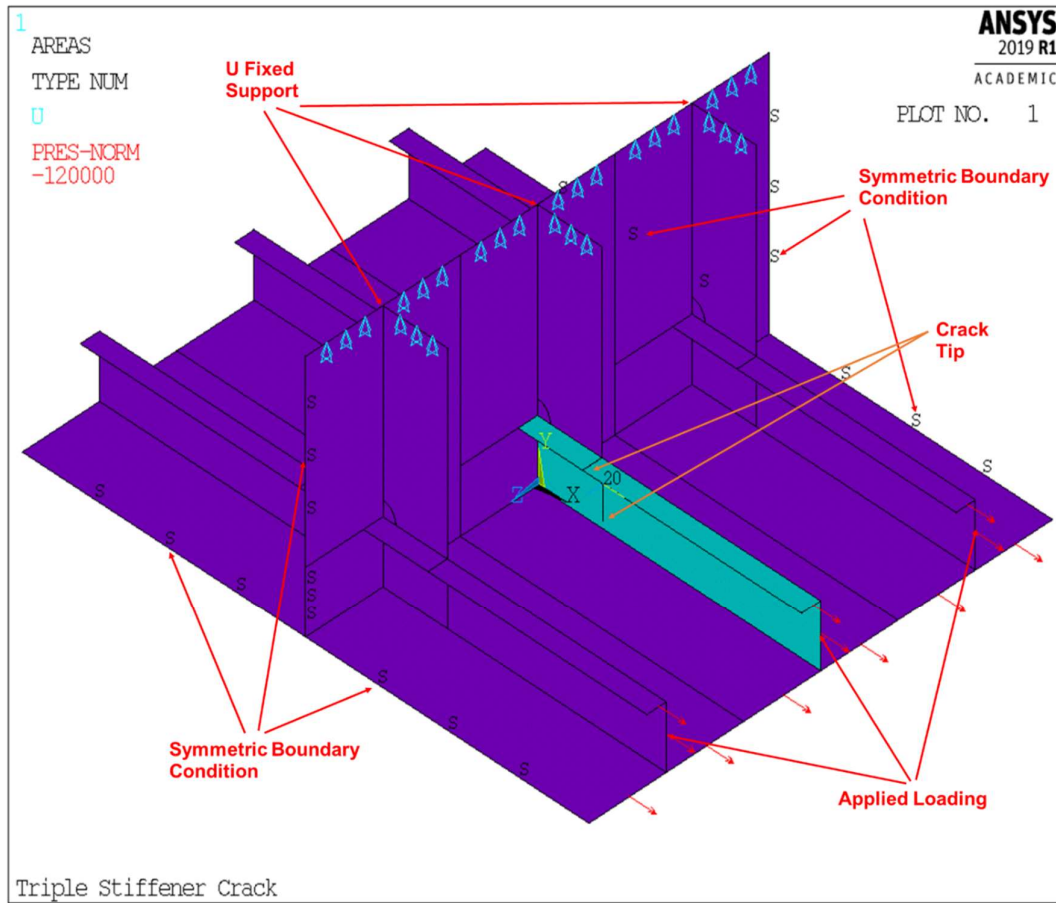 1
AREAS
TYPE NUM
U
PRES-NORM
-120000
ANSYS
2019 R1
ACADEMIC
PLOT NO. 1
U Fixed
Support
Symmetric Boundary
Condition
S
S
S
S
S
S
Crack
Tip
S
S
S
S
S
S
Y
20
Z
X
S
S
S
S
S
S
S
S
S
S
Symmetric Boundary
Condition
Applied Loading
Triple Stiffener Crack